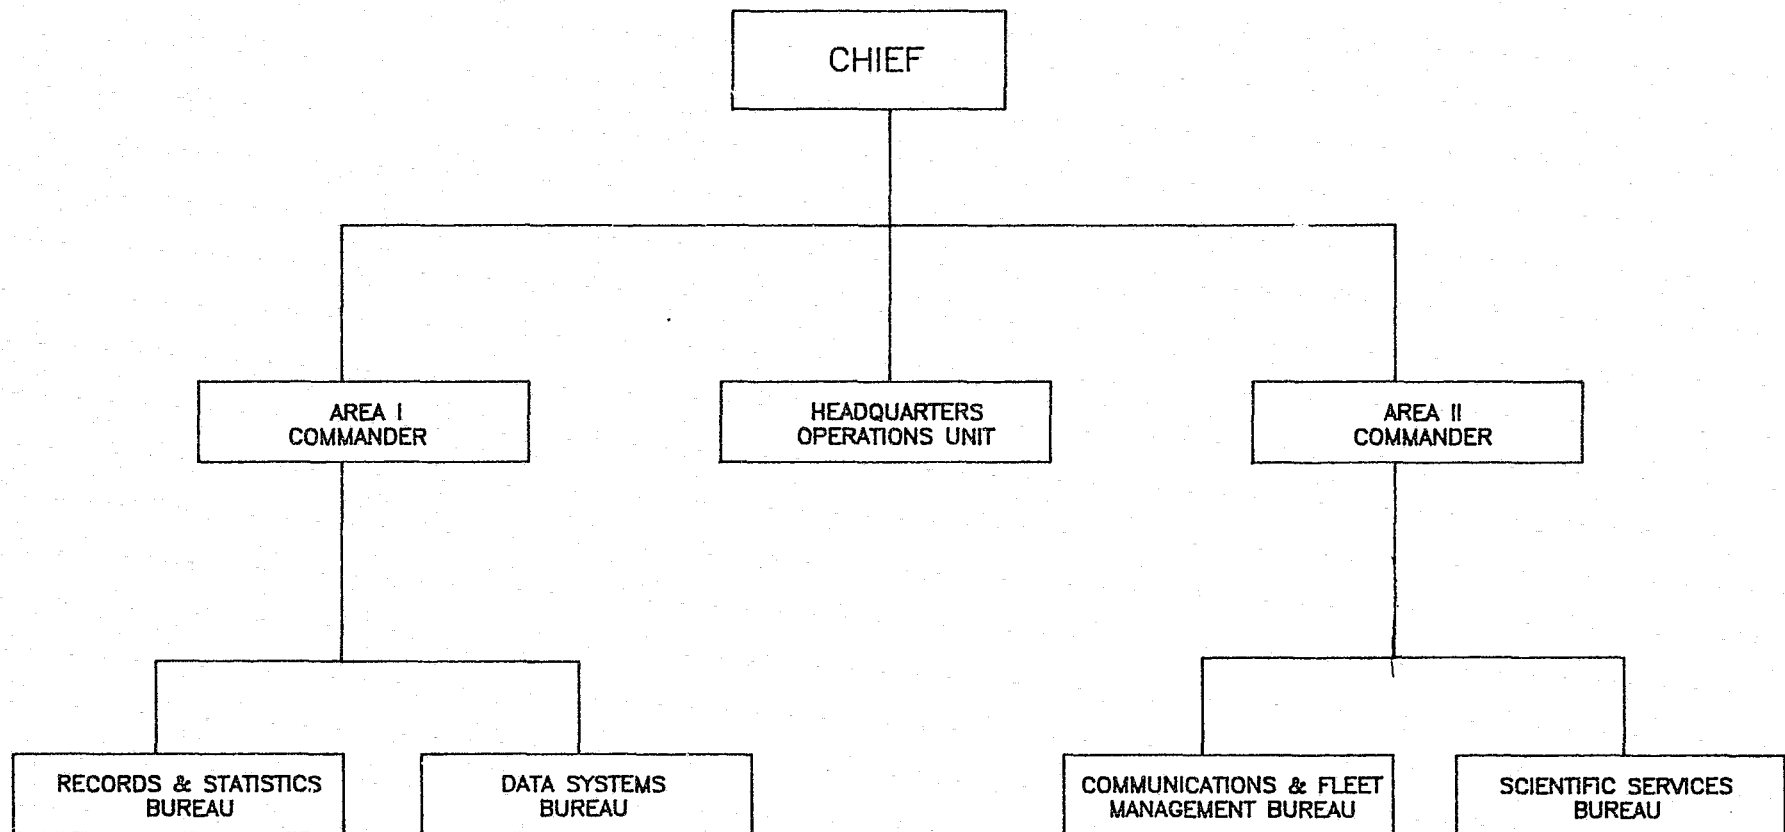 CHIEF
AREA I
COMMANDER
HEADQUARTERS
OPERATIONS UNIT
AREA II
COMMANDER
RECORDS & STATISTICS
BUREAU
DATA SYSTEMS
BUREAU
COMMUNICATIONS & FLEET
MANAGEMENT BUREAU
SCIENTIFIC SERVICES
BUREAU